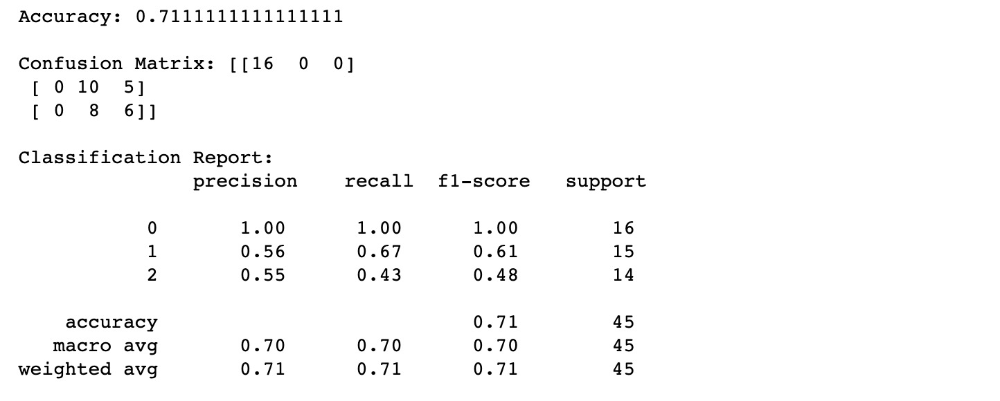 Accuracy: 0.7111111111111111
Confusion Matrix: [[16  0  0]
 [ 0 10  5]
 [ 0  8  6]]
Classification Report:
precision recall f1-score support
0 1.00 1.00 1.00 16
1 0.56 0.67 0.61 15
2 0.55 0.43 0.48 14
accuracy 0.71 45
macro avg 0.70 0.70 0.70 45
weighted avg 0.71 0.71 0.71 45